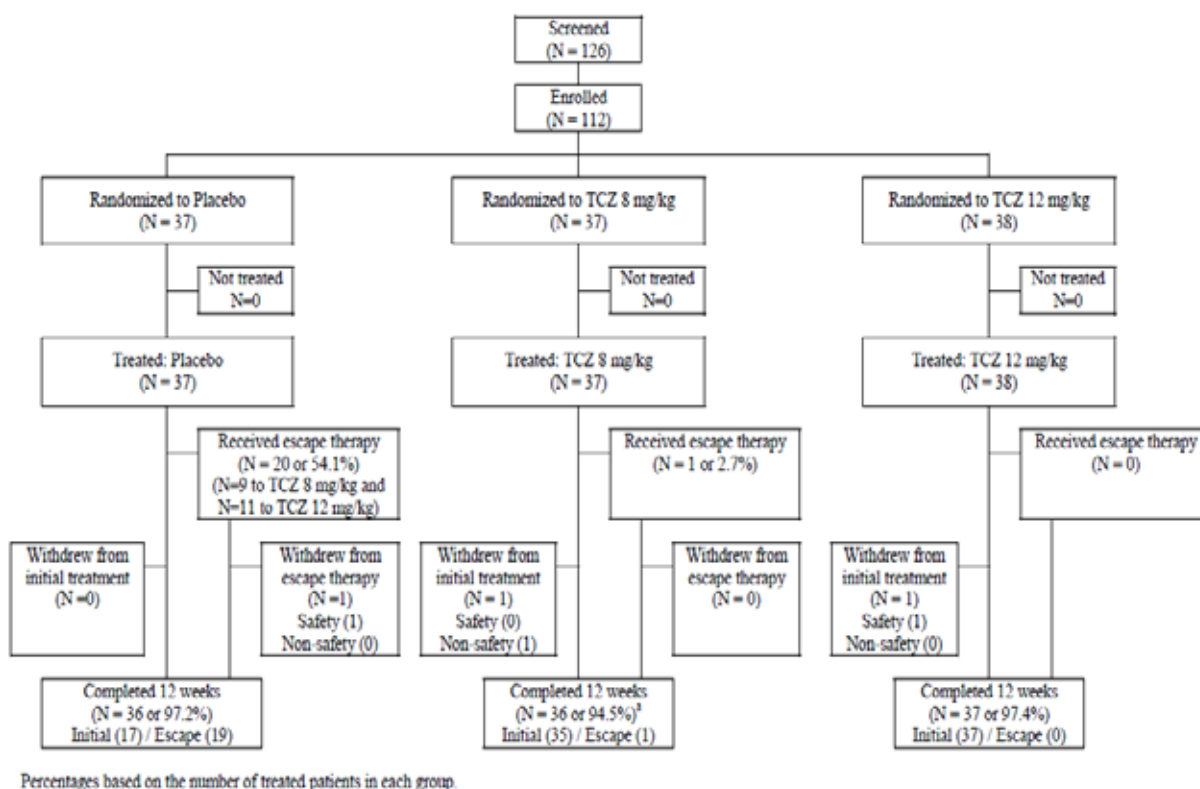 Screened
(N = 126)
Enrolled
(N = 112)
Randomized to Placebo
(N = 37)
Randomized to TCZ 8 mg/kg
(N = 37)
Randomized to TCZ 12 mg/kg
(N = 38)
Not treated
N=0
Not treated
N=0
Not treated
N=0
Treated: Placebo
(N = 37)
Treated: TCZ 8 mg/kg
(N = 37)
Treated: TCZ 12 mg/kg
(N = 38)
Received escape therapy
(N = 20 or 54.1%)
(N=9 to TCZ 8 mg/kg and
N=11 to TCZ 12 mg/kg)
Received escape therapy
(N = 1 or 2.7%)
Received escape therapy
(N = 0)
Withdrew from
initial treatment
(N =0)
Withdrew from
escape therapy
(N =1)
Safety (1)
Non-safety (0)
Withdrew from
initial treatment
(N = 1)
Safety (0)
Non-safety (1)
Withdrew from
escape therapy
(N = 0)
Withdrew from
initial treatment
(N = 1)
Safety (1)
Non-safety (0)
Completed 12 weeks
(N = 36 or 97.2%)
Initial (17) / Escape (19)
Completed 12 weeks
(N = 36 or 94.5%)ª
Initial (35) / Escape (1)
Completed 12 weeks
(N = 37 or 97.4%)
Initial (37) / Escape (0)
Percentages based on the number of treated patients in each group.